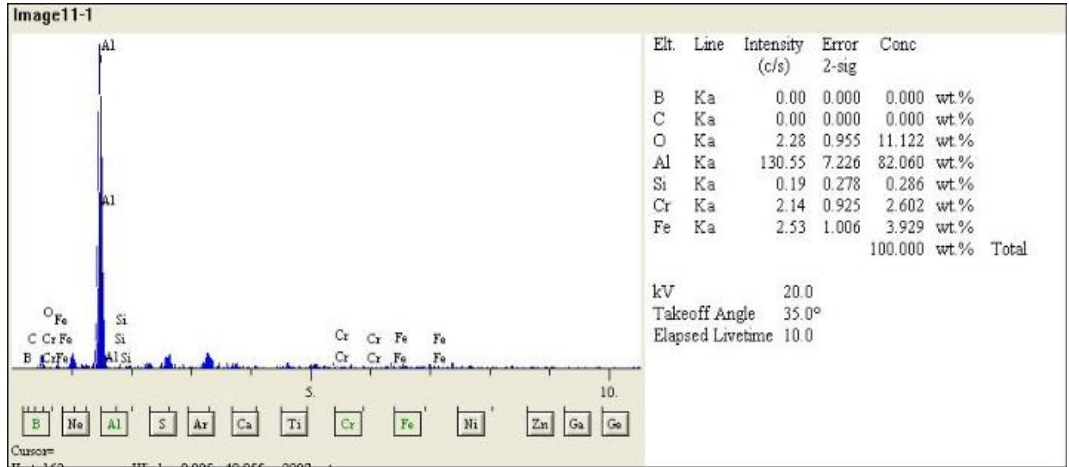 Image11-1
Al
Al
O Fe Si
C Cr Fe Si Cr Cr Fe Fe
B Cr Fe Al Si Cr Cr Fe Fe
5. 10.
B Ne Al S Ar Ca Ti Cr Fe Ni Zn Ga Ge
Cursor=
Elt. Line Intensity Error Conc
(c/s) 2-sig
B Ka 0.00 0.000 0.000 wt.%
C Ka 0.00 0.000 0.000 wt.%
O Ka 2.28 0.955 11.122 wt.%
Al Ka 130.55 7.226 82.060 wt.%
Si Ka 0.19 0.278 0.286 wt.%
Cr Ka 2.14 0.925 2.602 wt.%
Fe Ka 2.53 1.006 3.929 wt.%
100.000 wt.% Total
kV 20.0
Takeoff Angle 35.0°
Elapsed Livetime 10.0